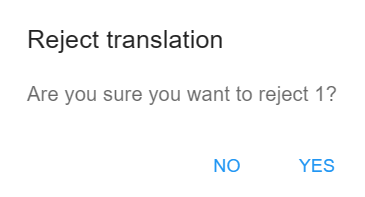 Reject translation
Are you sure you want to reject 1?
NO YES